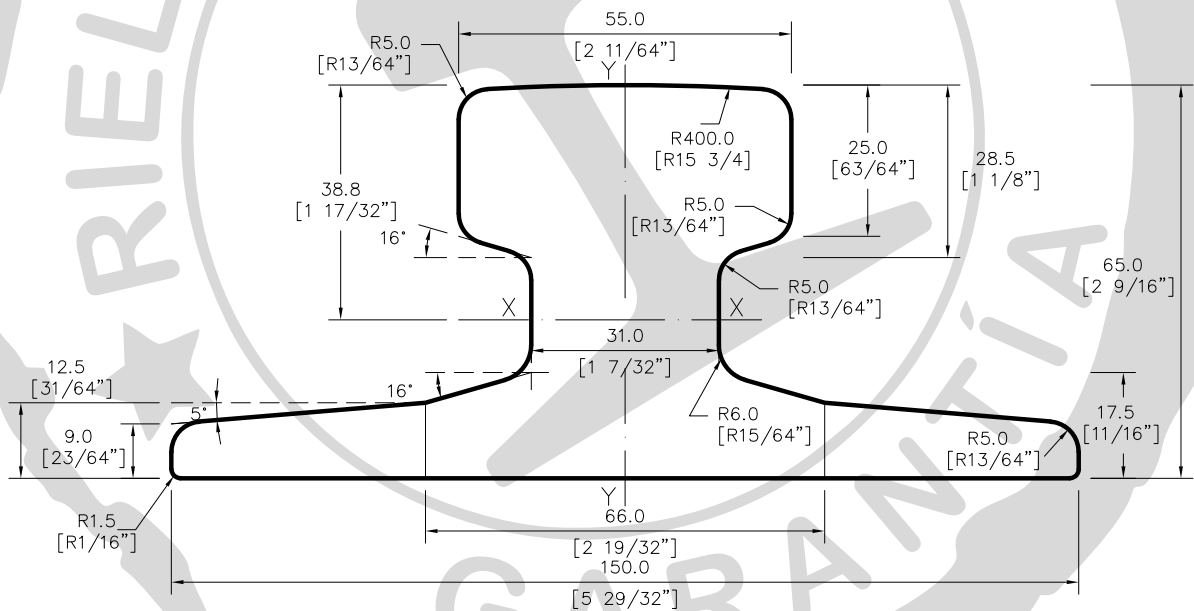 55.0
[2 11/64”]
Y
R5.0
[R13/64”]
R400.0
[R15 3/4]
25.0
[63/64”]
28.5
[1 1/8”]
38.8
[1 17/32”]
16°
R5.0
[R13/64”]
65.0
[2 9/16”]
R5.0
[R13/64”]
X
X
31.0
[1 7/32”]
12.5
[31/64”]
16°
5°
9.0
[23/64”]
R6.0
[R15/64”]
17.5
[11/16”]
R5.0
[R13/64”]
Y
R1.5
[R1/16”]
66.0
[2 19/32”]
150.0
[5 29/32”]
RIEL
GARANTÍA